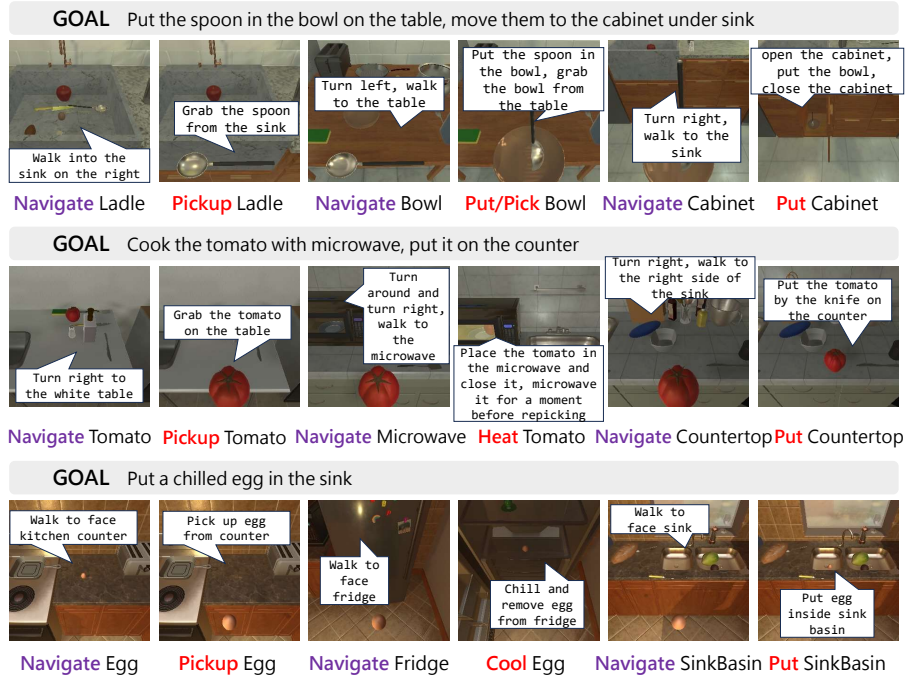 GOAL Put the spoon in the bowl on the table, move them to the cabinet under sink
Walk into the
sink on the right
Grab the spoon
from the sink
Turn left, walk
to the table
Put the spoon in
the bowl, grab
the bowl from
the table
Turn right,
walk to the
sink
open the cabinet,
put the bowl,
close the cabinet
Navigate Ladle
Pickup Ladle
Navigate Bowl
Put/Pick Bowl
Navigate Cabinet
Put Cabinet
GOAL Cook the tomato with microwave, put it on the counter
Turn right to
the white table
Grab the tomato
on the table
Turn
around and
turn right,
walk to
the
microwave
Place the tomato in
the microwave and
close it, microwave
it for a moment
before repicking
Turn right, walk to
the right side of
the sink
Put the tomato
by the knife on
the counter
Navigate Tomato
Pickup Tomato
Navigate Microwave
Heat Tomato
Navigate Countertop
Put Countertop
GOAL Put a chilled egg in the sink
Walk to face
kitchen counter
Pick up egg
from counter
Walk to
face
fridge
Chill and
remove egg
from fridge
Walk to
face sink
Put egg
inside sink
basin
Navigate Egg
Pickup Egg
Navigate Fridge
Cool Egg
Navigate SinkBasin
Put SinkBasin